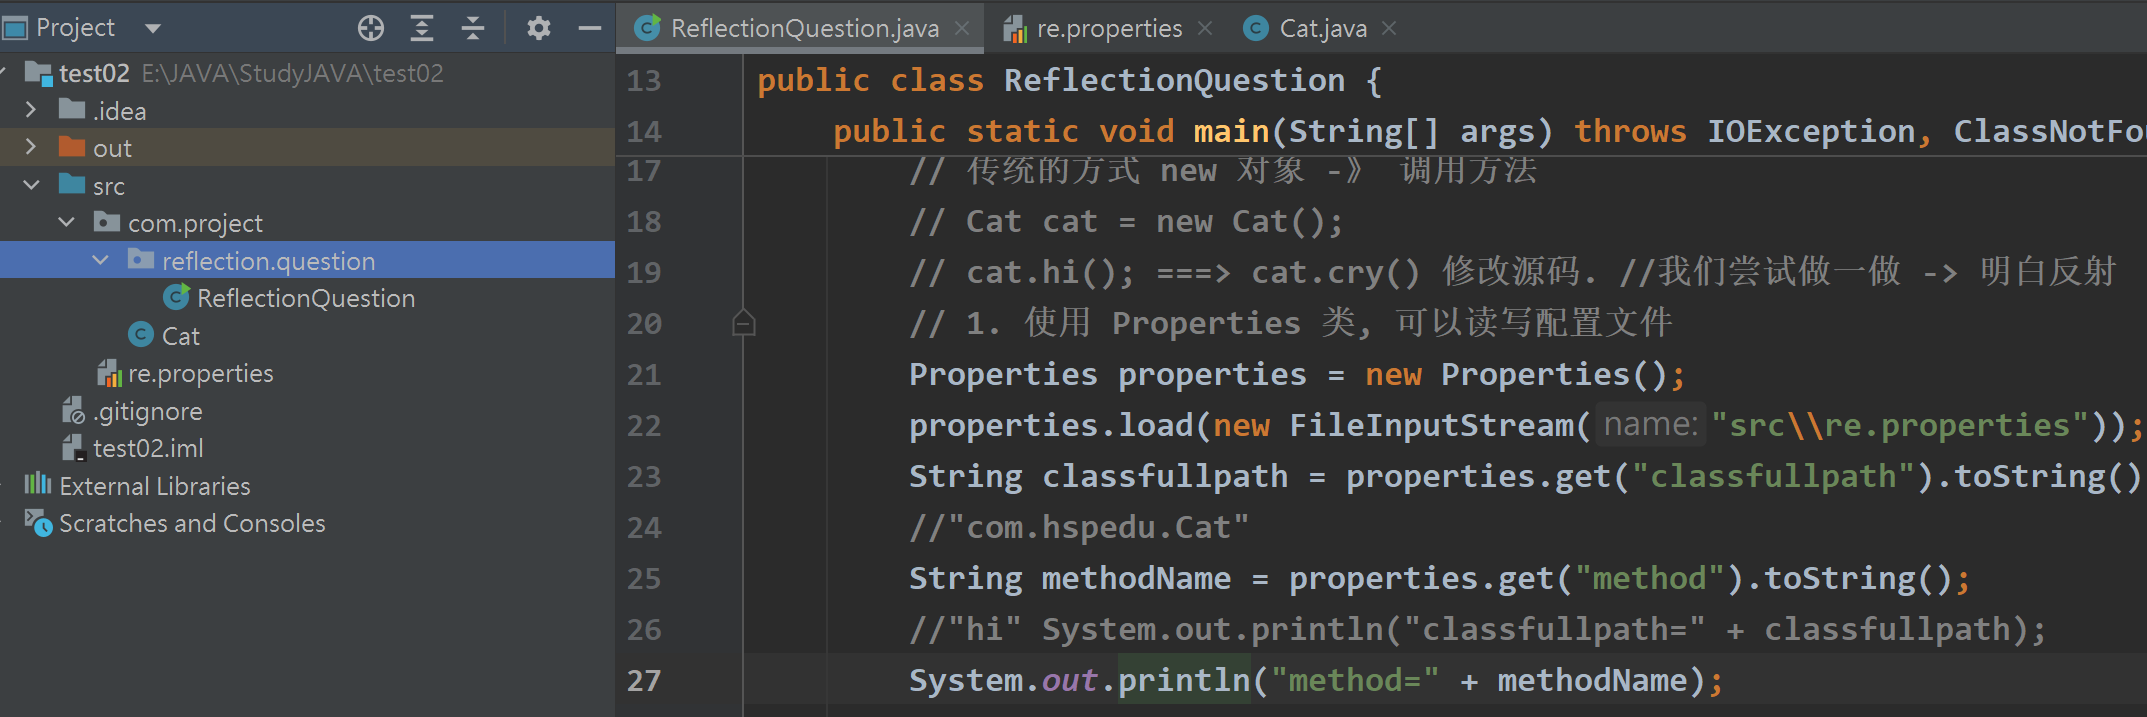 Project
test02 E:\JAVA\StudyJAVA\test02
.idea
out
src
com.project
reflection.question
ReflectionQuestion
Cat
re.properties
.gitignore
test02.iml
External Libraries
Scratches and Consoles
ReflectionQuestion.java
re.properties
Cat.java
13 public class ReflectionQuestion {
14 public static void main(String[] args) throws IOException, ClassNotFou
17 // 传统的方式 new 对象 -》 调用方法
18 // Cat cat = new Cat();
19 // cat.hi(); ===> cat.cry() 修改源码. //我们尝试做一做 -> 明白反射
20 // 1. 使用 Properties 类, 可以读写配置文件
21 Properties properties = new Properties();
22 properties.load(new FileInputStream( name: "src\\re.properties"));
23 String classfullpath = properties.get("classfullpath").toString()
24 //"com.hspedu.Cat"
25 String methodName = properties.get("method").toString();
26 //"hi" System.out.println("classfullpath=" + classfullpath);
27 System.out.println("method=" + methodName);